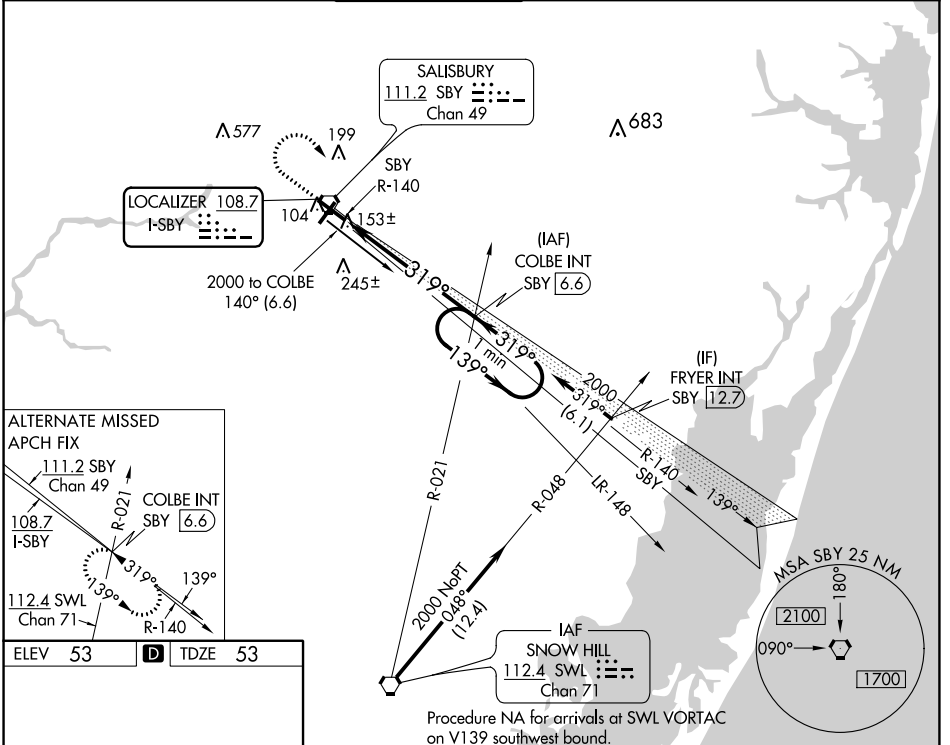 SALISBURY
111.2 SBY
Chan 49
577
199
683
SBY
R-140
LOCALIZER 108.7
I-SBY
104
153±
245±
2000 to COLBE
140° (6.6)
319°
(IAF)
COLBE INT
SBY 6.6
1 min
139°
319°
2000
319°
(6.1)
(IF)
FRYER INT
SBY 12.7
R-140
SBY
139°
R-021
R-048
LR-148
2000 NoPT
048°
(12.4)
ALTERNATE MISSED
APCH FIX
111.2 SBY
Chan 49
R-021
COLBE INT
SBY 6.6
108.7
I-SBY
319°
139°
139°
112.4 SWL
Chan 71
R-140
IAF
SNOW HILL
112.4 SWL
Chan 71
MSA SBY 25 NM
180°
2100
090°
1700
ELEV 53 D TDZE 53
Procedure NA for arrivals at SWL VORTAC
on V139 southwest bound.